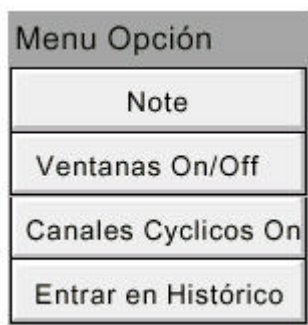 Menu Opción
Note
Ventanas On/Off
Canales Cyclicos On
Entrar en Histórico